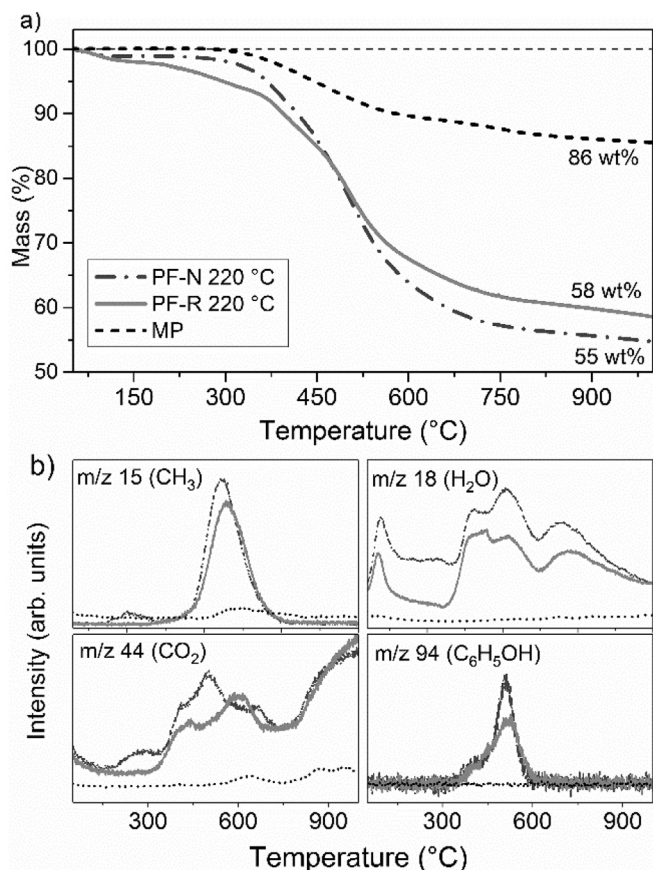 a)
100
90
80
70
60
50
Mass (%)
86 wt%
58 wt%
55 wt%
PF-N 220 °C
PF-R 220 °C
MP
150 300 450 600 750 900
Temperature (°C)
b)
m/z 15 (CH₃)
m/z 18 (H₂O)
m/z 44 (CO₂)
m/z 94 (C₆H₅OH)
Intensity (arb. units)
300 600 900 300 600 900
Temperature (°C)